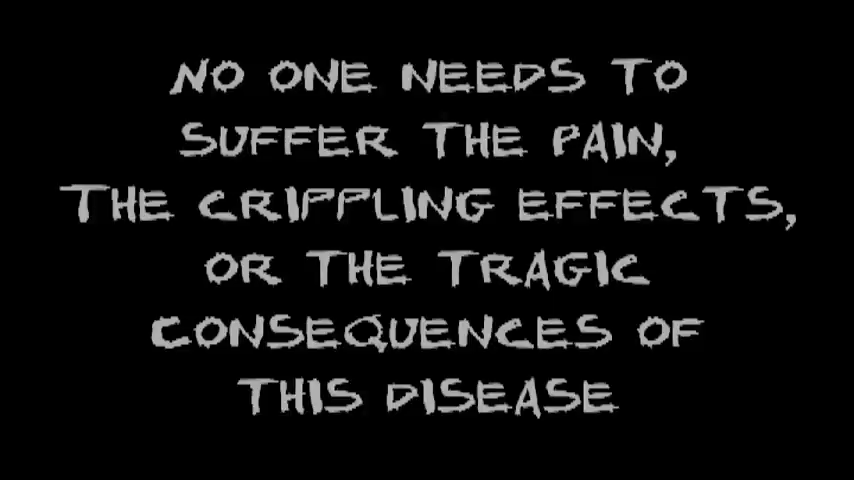 NO ONE NEEDS TO
SUFFER THE PAIN,
THE CRIPPLING EFFECTS,
OR THE TRAGIC
CONSEQUENCES OF
THIS DISEASE